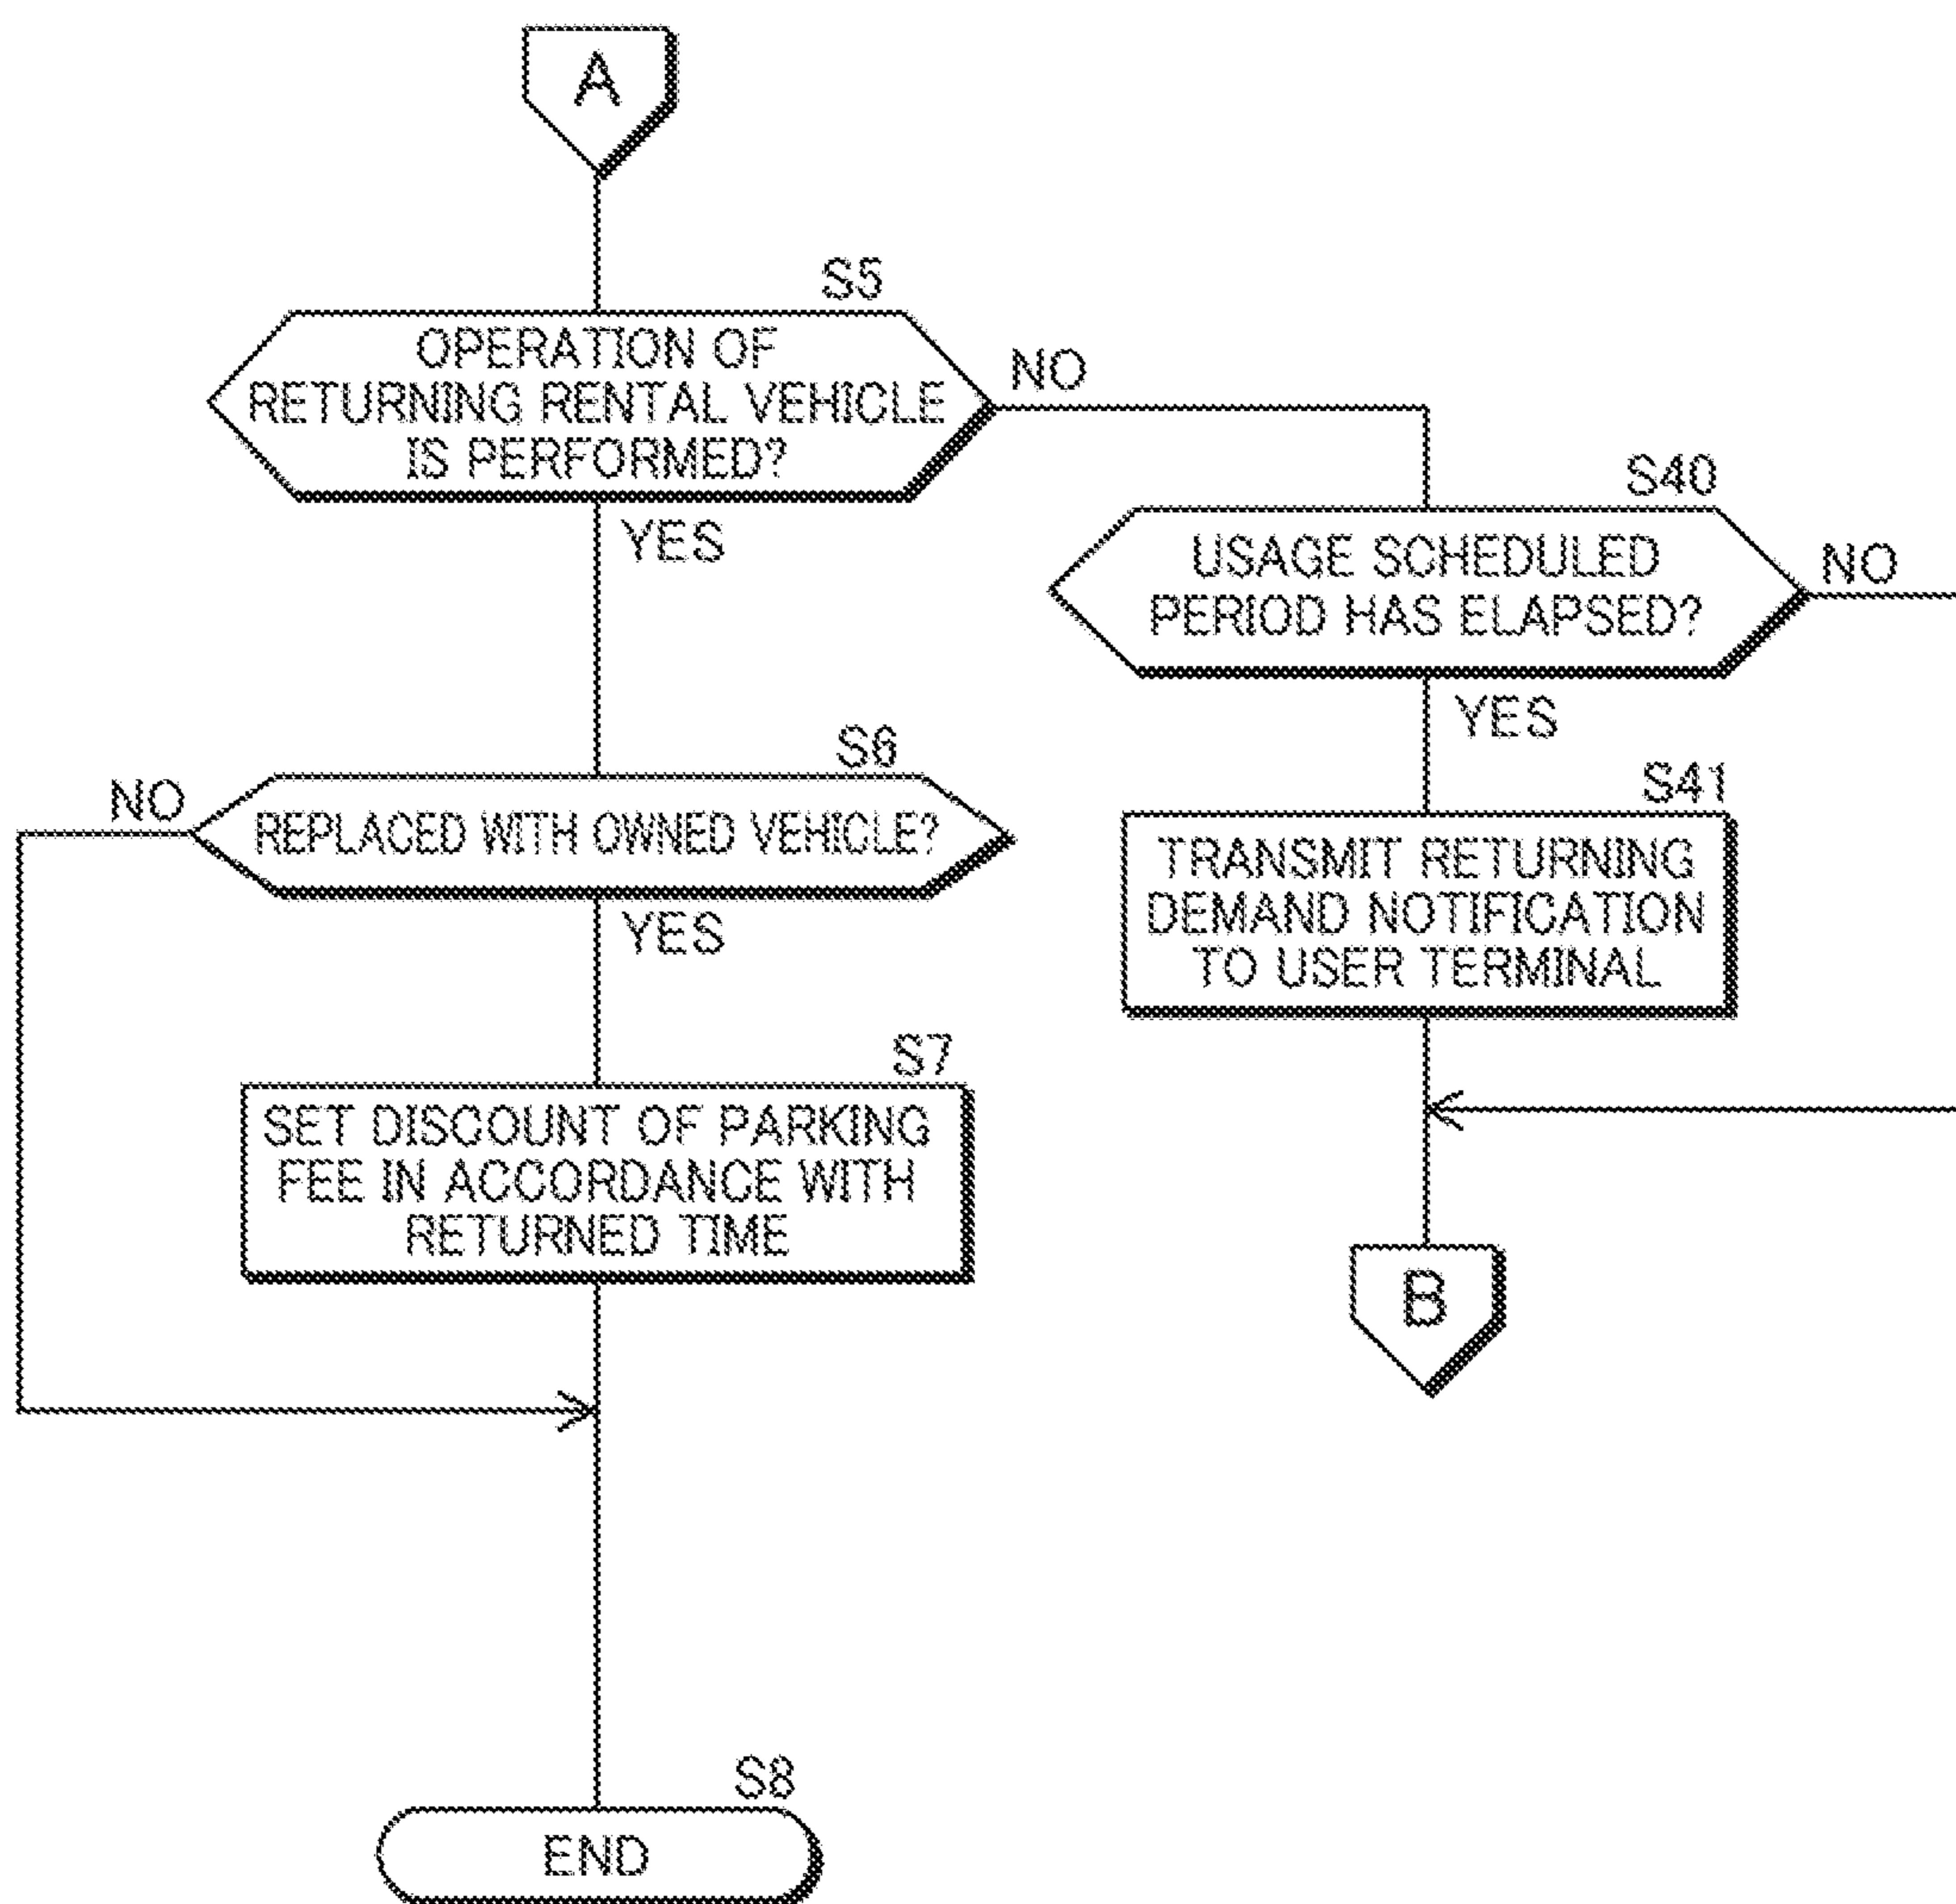 A
S5
OPERATION OF
RETURNING RENTAL VEHICLE
IS PERFORMED?
NO
YES
S40
USAGE SCHEDULED
PERIOD HAS ELAPSED?
NO
YES
S41
TRANSMIT RETURNING
DEMAND NOTIFICATION
TO USER TERMINAL
B
S6
NO
REPLACED WITH OWNED VEHICLE?
YES
S7
SET DISCOUNT OF PARKING
FEE IN ACCORDANCE WITH
RETURNED TIME
S8
END